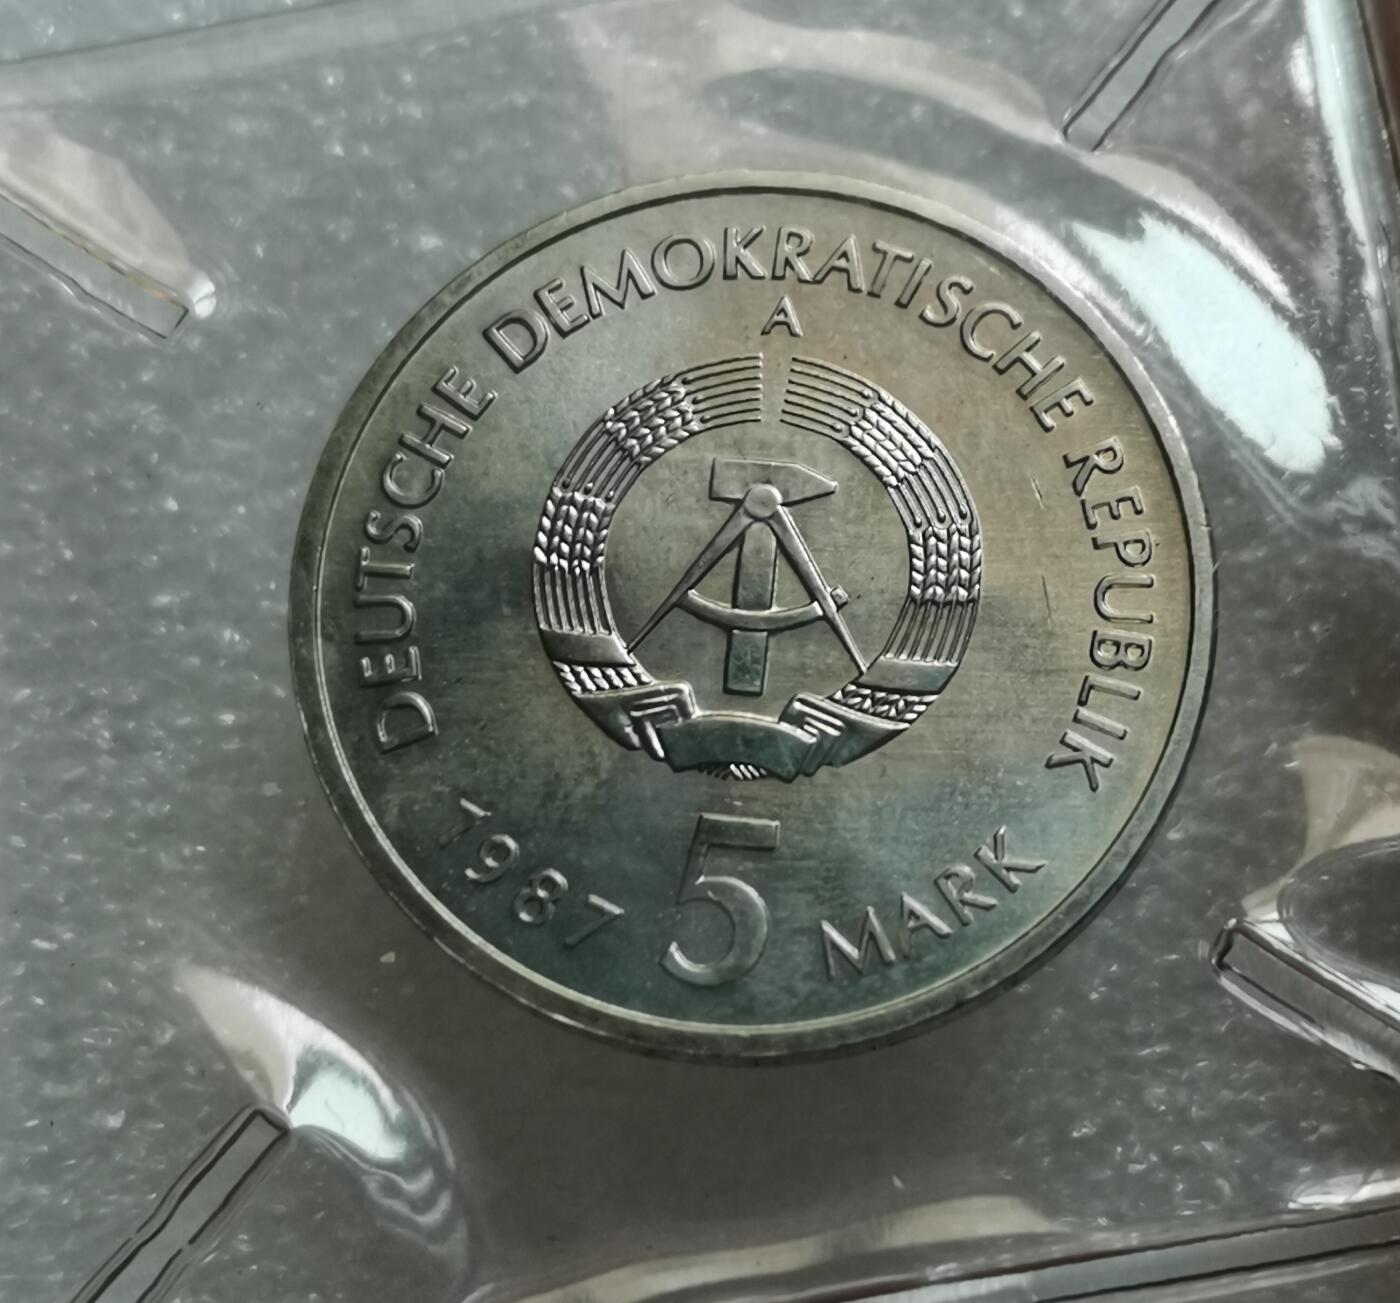 DEUTSCHE DEMOKRATISCHE REPUBLIK
A
1987 5 MARK